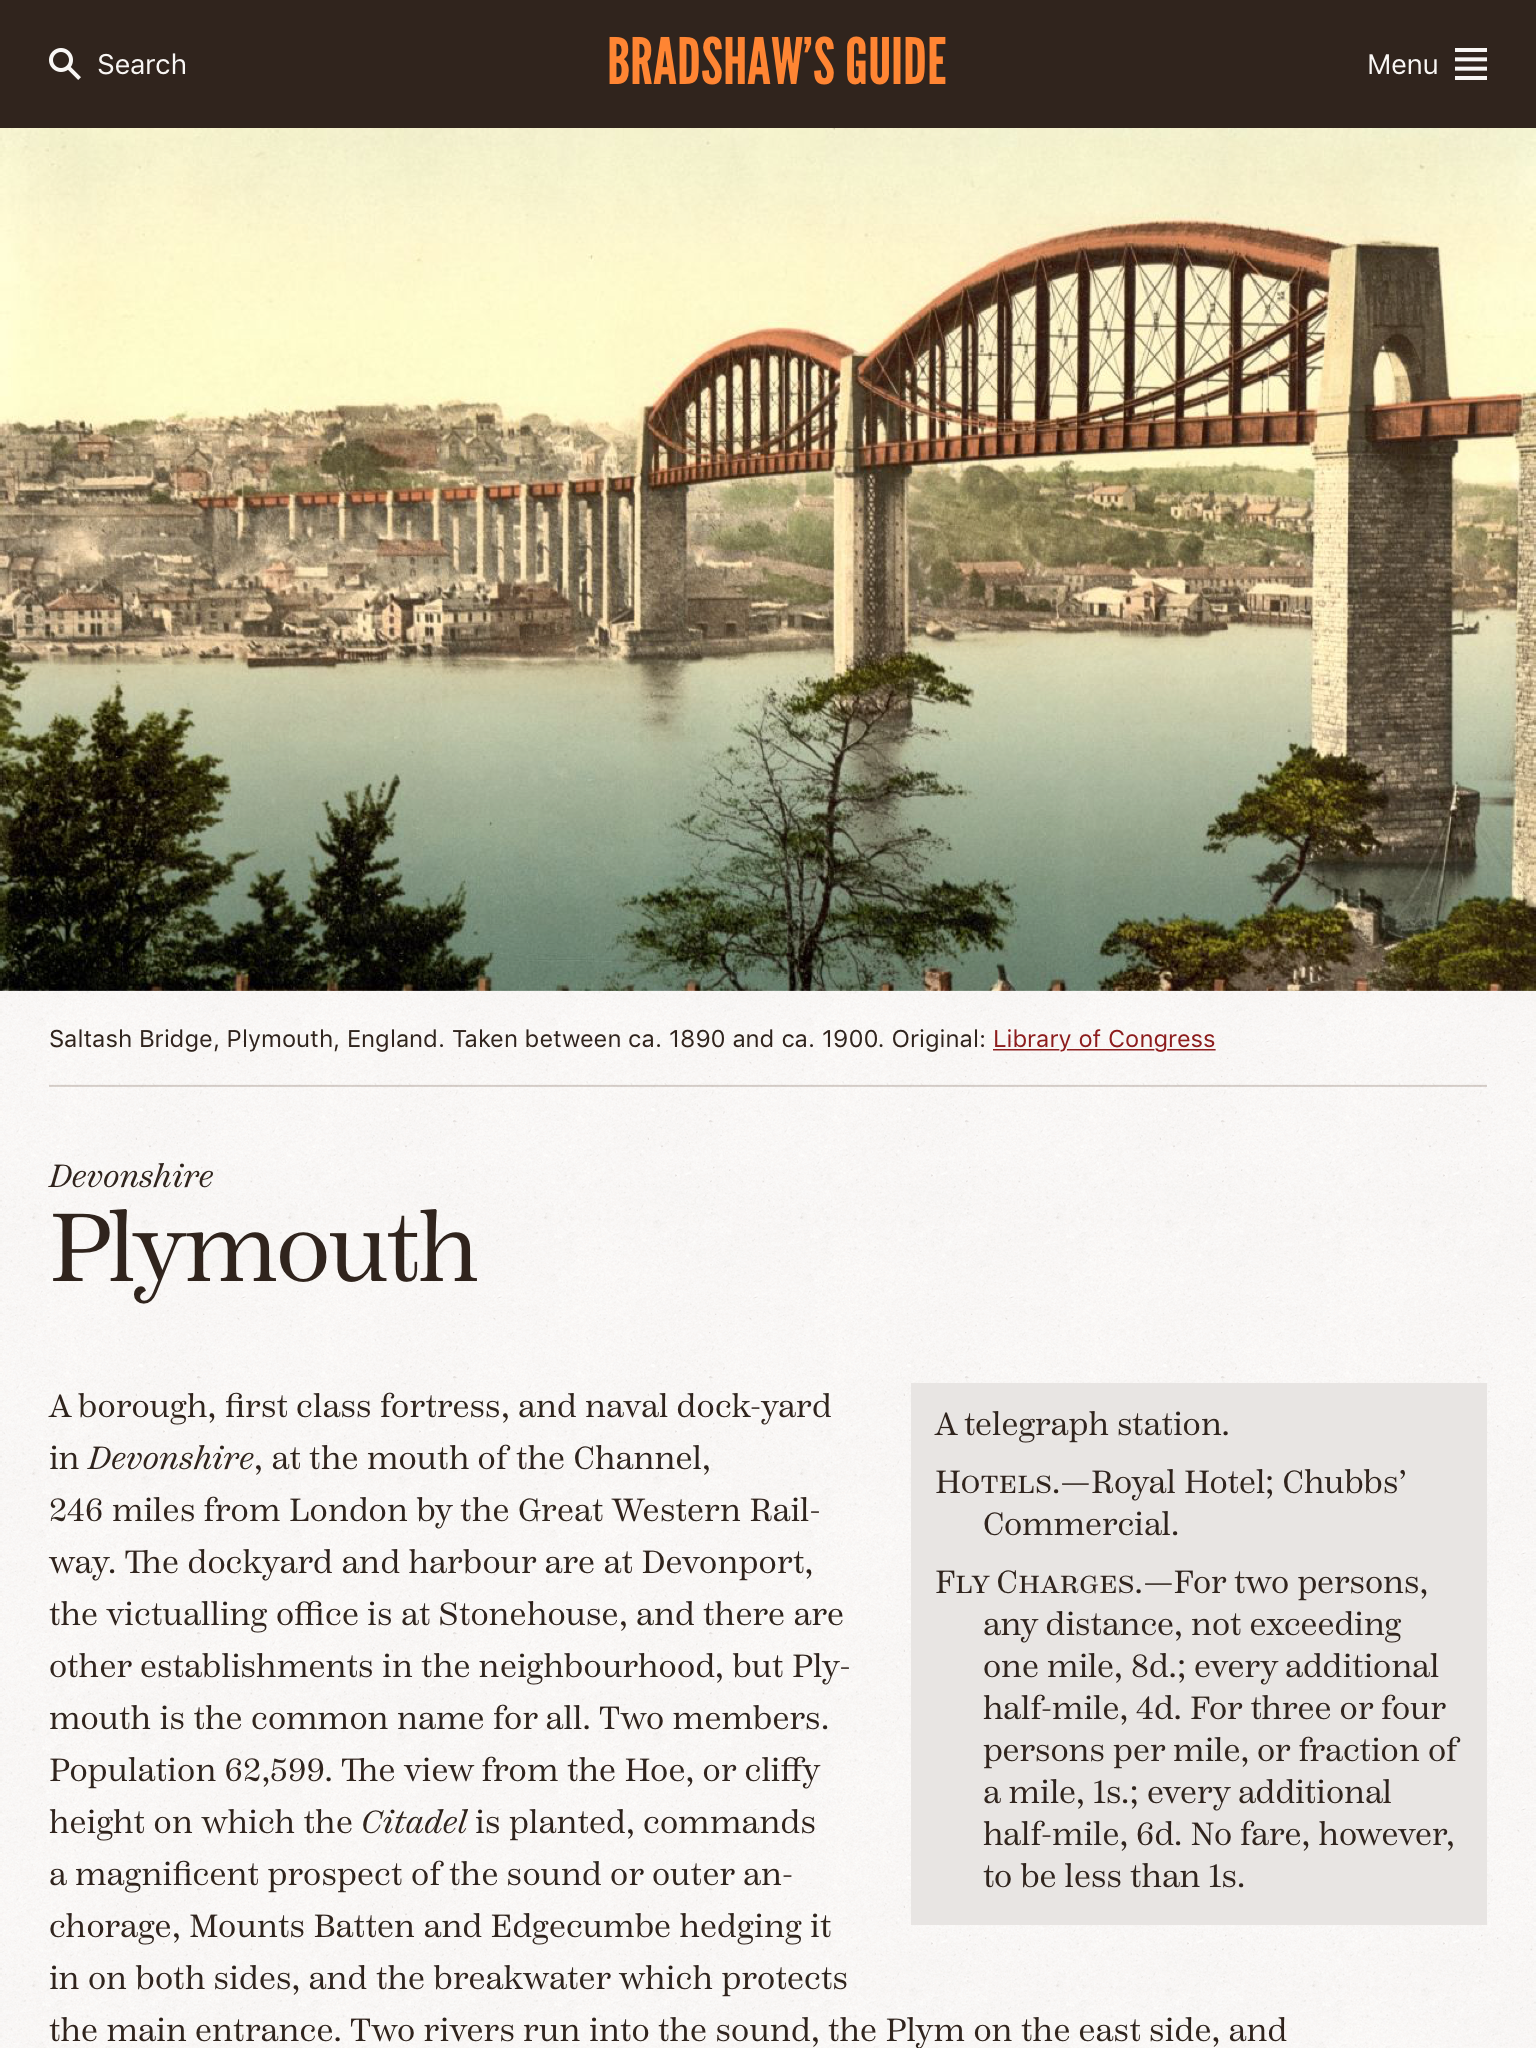 Search
BRADSHAW’S GUIDE
Menu
Saltash Bridge, Plymouth, England. Taken between ca. 1890 and ca. 1900. Original: Library of Congress
Devonshire
Plymouth
A borough, first class fortress, and naval dock-yard
in Devonshire, at the mouth of the Channel,
246 miles from London by the Great Western Rail-
way. The dockyard and harbour are at Devonport,
the victualling office is at Stonehouse, and there are
other establishments in the neighbourhood, but Ply-
mouth is the common name for all. Two members.
Population 62,599. The view from the Hoe, or cliffy
height on which the Citadel is planted, commands
a magnificent prospect of the sound or outer an-
chorage, Mounts Batten and Edgecumbe hedging it
in on both sides, and the breakwater which protects
the main entrance. Two rivers run into the sound, the Plym on the east side, and
A telegraph station.
HOTELS.—Royal Hotel; Chubbs’
Commercial.
FLY CHARGES.—For two persons,
any distance, not exceeding
one mile, 8d.; every additional
half-mile, 4d. For three or four
persons per mile, or fraction of
a mile, 1s.; every additional
half-mile, 6d. No fare, however,
to be less than 1s.